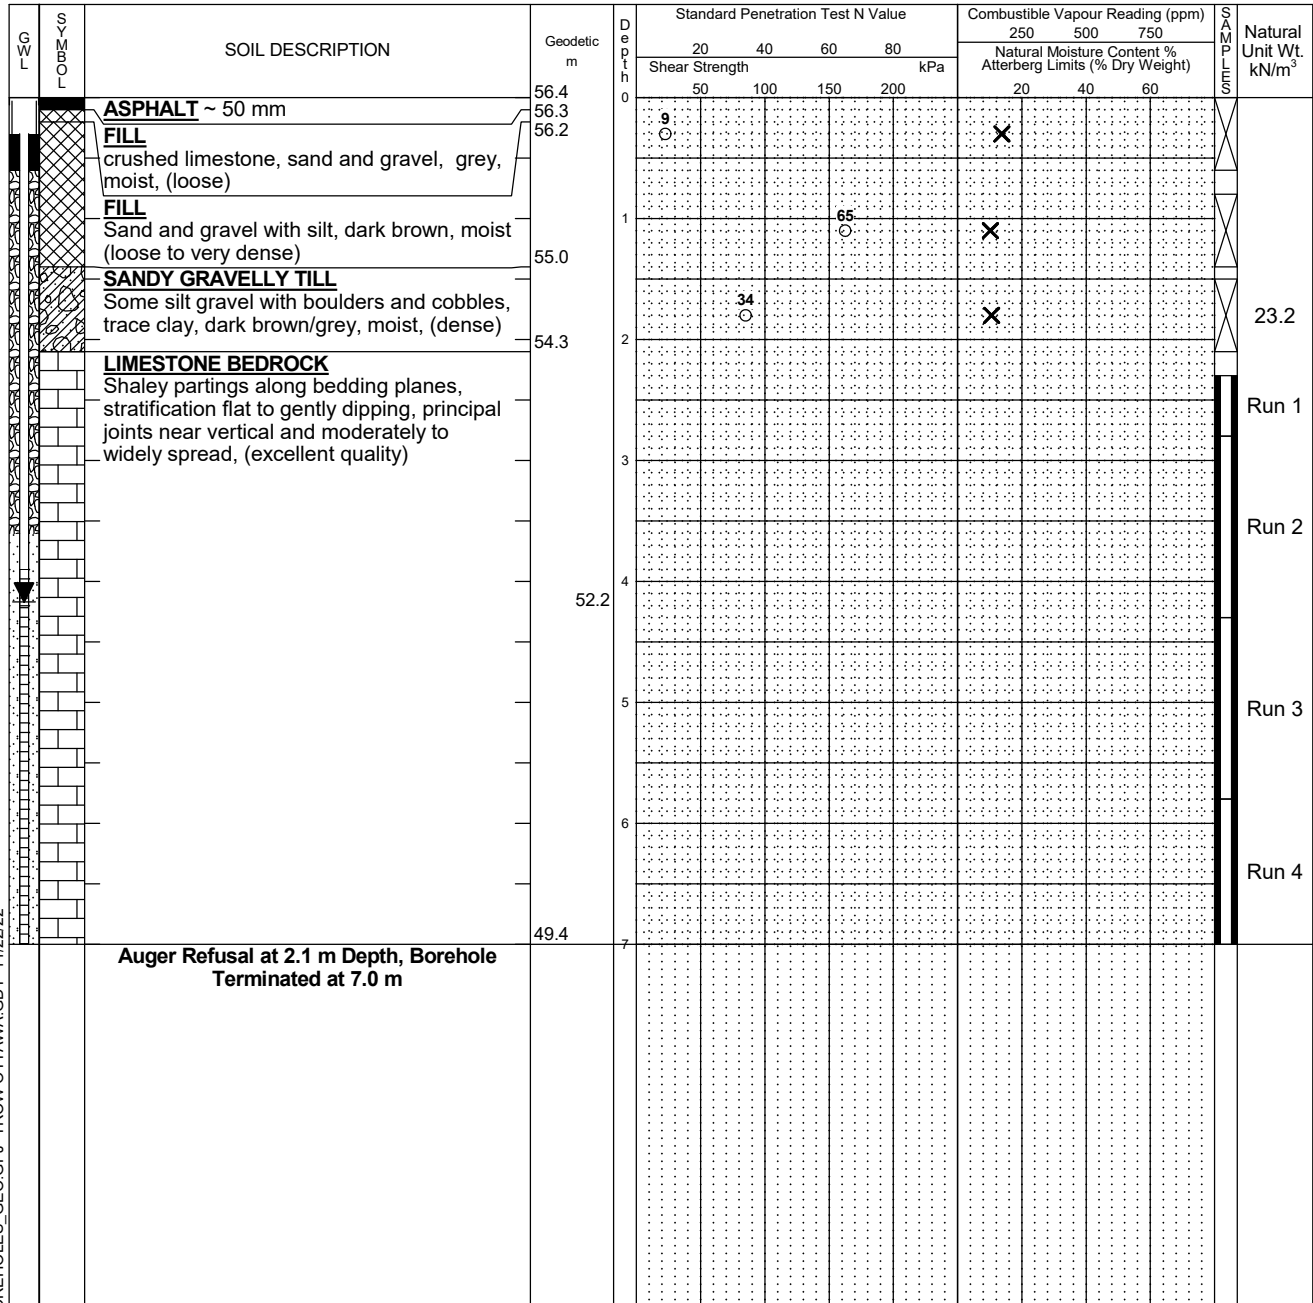 GWL
SYMBOL
SOIL DESCRIPTION
Geodetic
m
Depth
Standard Penetration Test N Value
20 40 60 80
Shear Strength kPa
50 100 150 200
Combustible Vapour Reading (ppm)
250 500 750
Natural Moisture Content %
Atterberg Limits (% Dry Weight)
20 40 60
SAMPLES
Natural
Unit Wt.
kN/m³
56.4
0
ASPHALT ~ 50 mm
56.3
FILL
56.2
crushed limestone, sand and gravel, grey,
moist, (loose)
9
FILL
Sand and gravel with silt, dark brown, moist
(loose to very dense)
55.0
1
65
SANDY GRAVELLY TILL
Some silt gravel with boulders and cobbles,
trace clay, dark brown/grey, moist, (dense)
54.3
34
23.2
2
LIMESTONE BEDROCK
Shaley partings along bedding planes,
stratification flat to gently dipping, principal
joints near vertical and moderately to
widely spread, (excellent quality)
Run 1
3
Run 2
4
52.2
5
Run 3
6
Run 4
49.4
7
Auger Refusal at 2.1 m Depth, Borehole
Terminated at 7.0 m